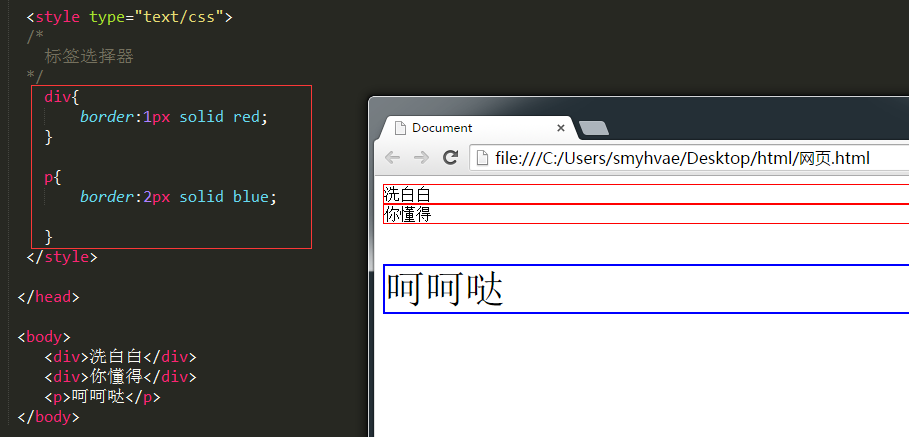 <style type="text/css">
/*
标签选择器
*/
div{
border:1px solid red;
}
p{
border:2px solid blue;
}
</style>
</head>
<body>
<div>洗白白</div>
<div>你懂得</div>
<p>呵呵哒</p>
</body>
Document
file:///C:/Users/smyhvae/Desktop/html/网页.html
洗白白
你懂得
呵呵哒